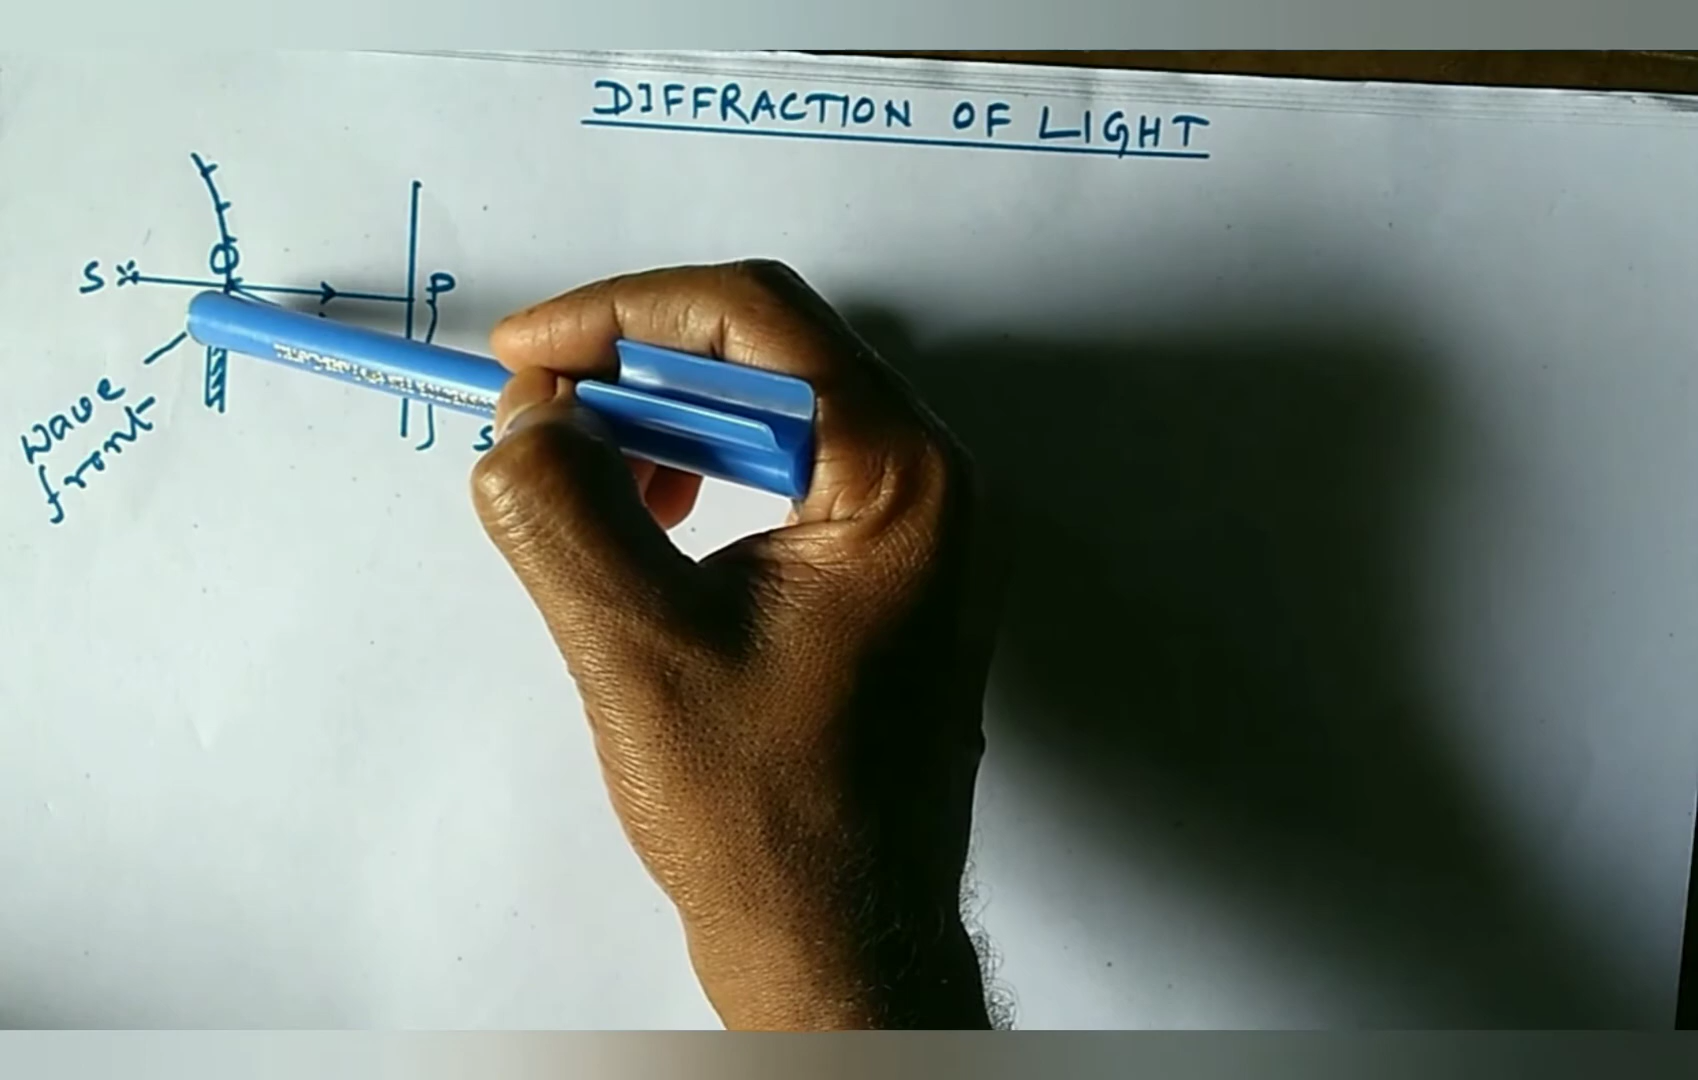 DIFFRACTION OF LIGHT
S
P
S
wave
front